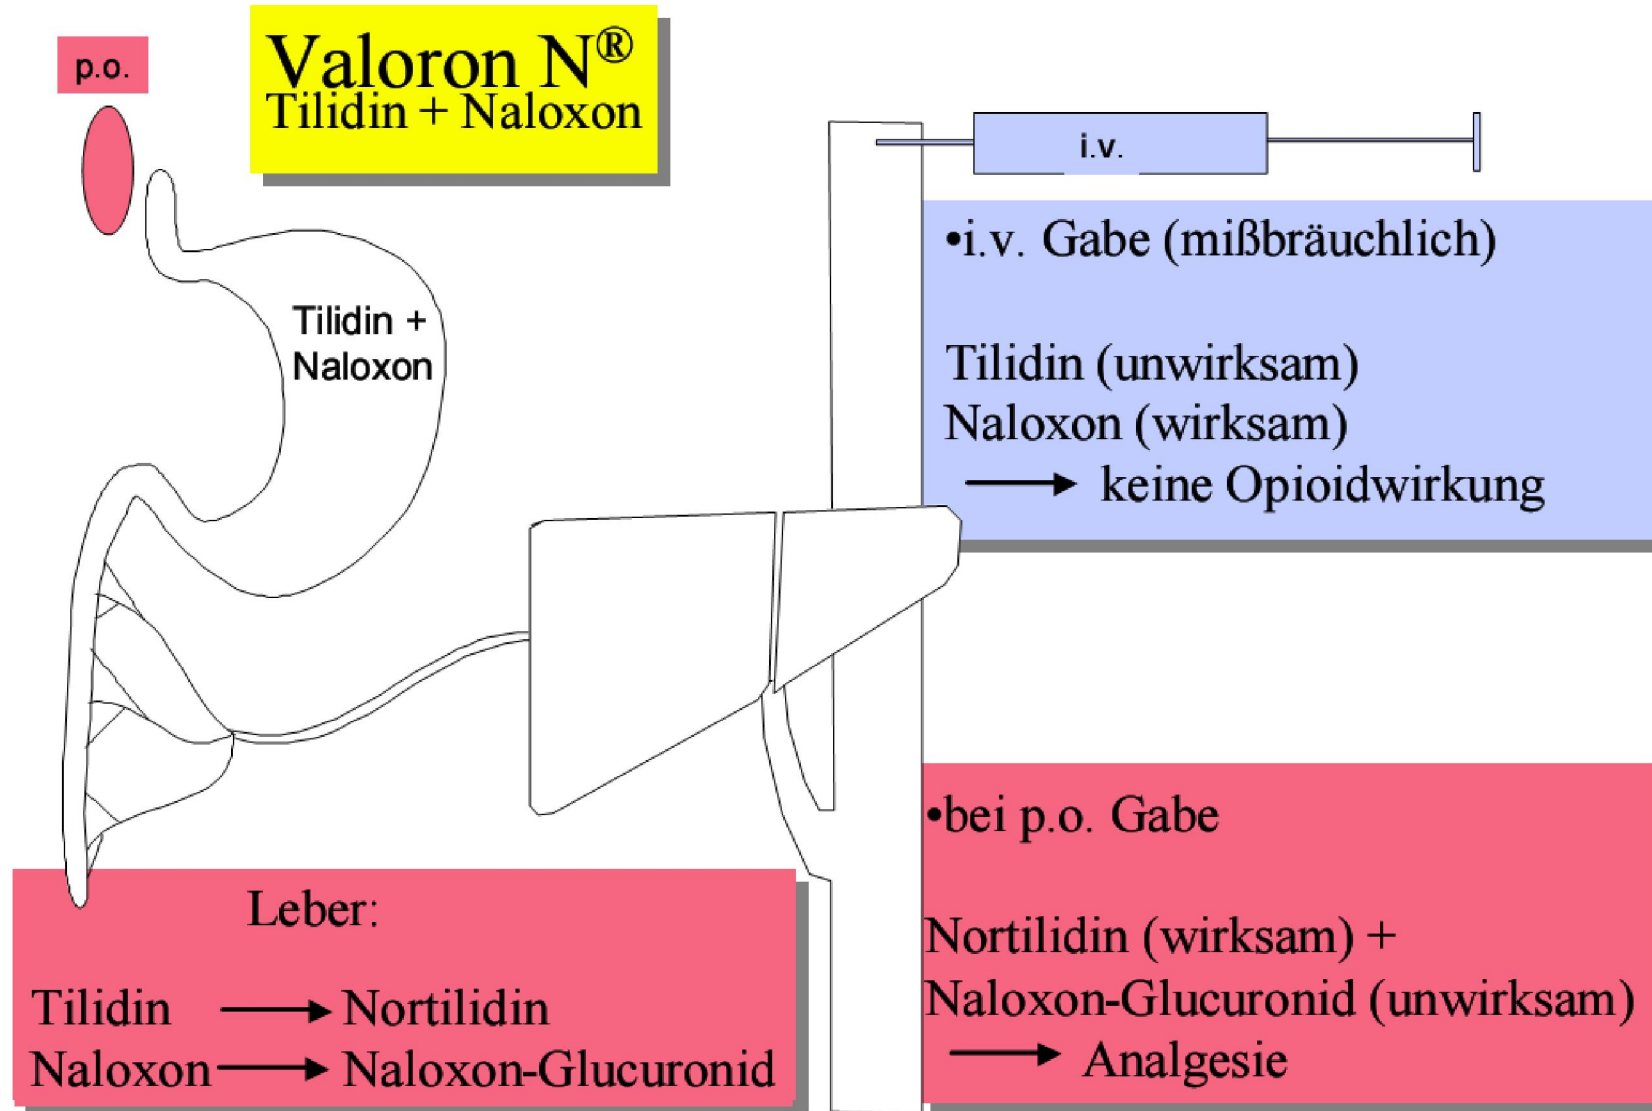 p.o.
Valoron N®
Tilidin + Naloxon
i.v.
•i.v. Gabe (mißbräuchlich)
Tilidin (unwirksam)
Naloxon (wirksam)
→ keine Opioidwirkung
Tilidin +
Naloxon
•bei p.o. Gabe
Nortilidin (wirksam) +
Naloxon-Glucuronid (unwirksam)
→ Analgesie
Leber:
Tilidin → Nortilidin
Naloxon → Naloxon-Glucuronid